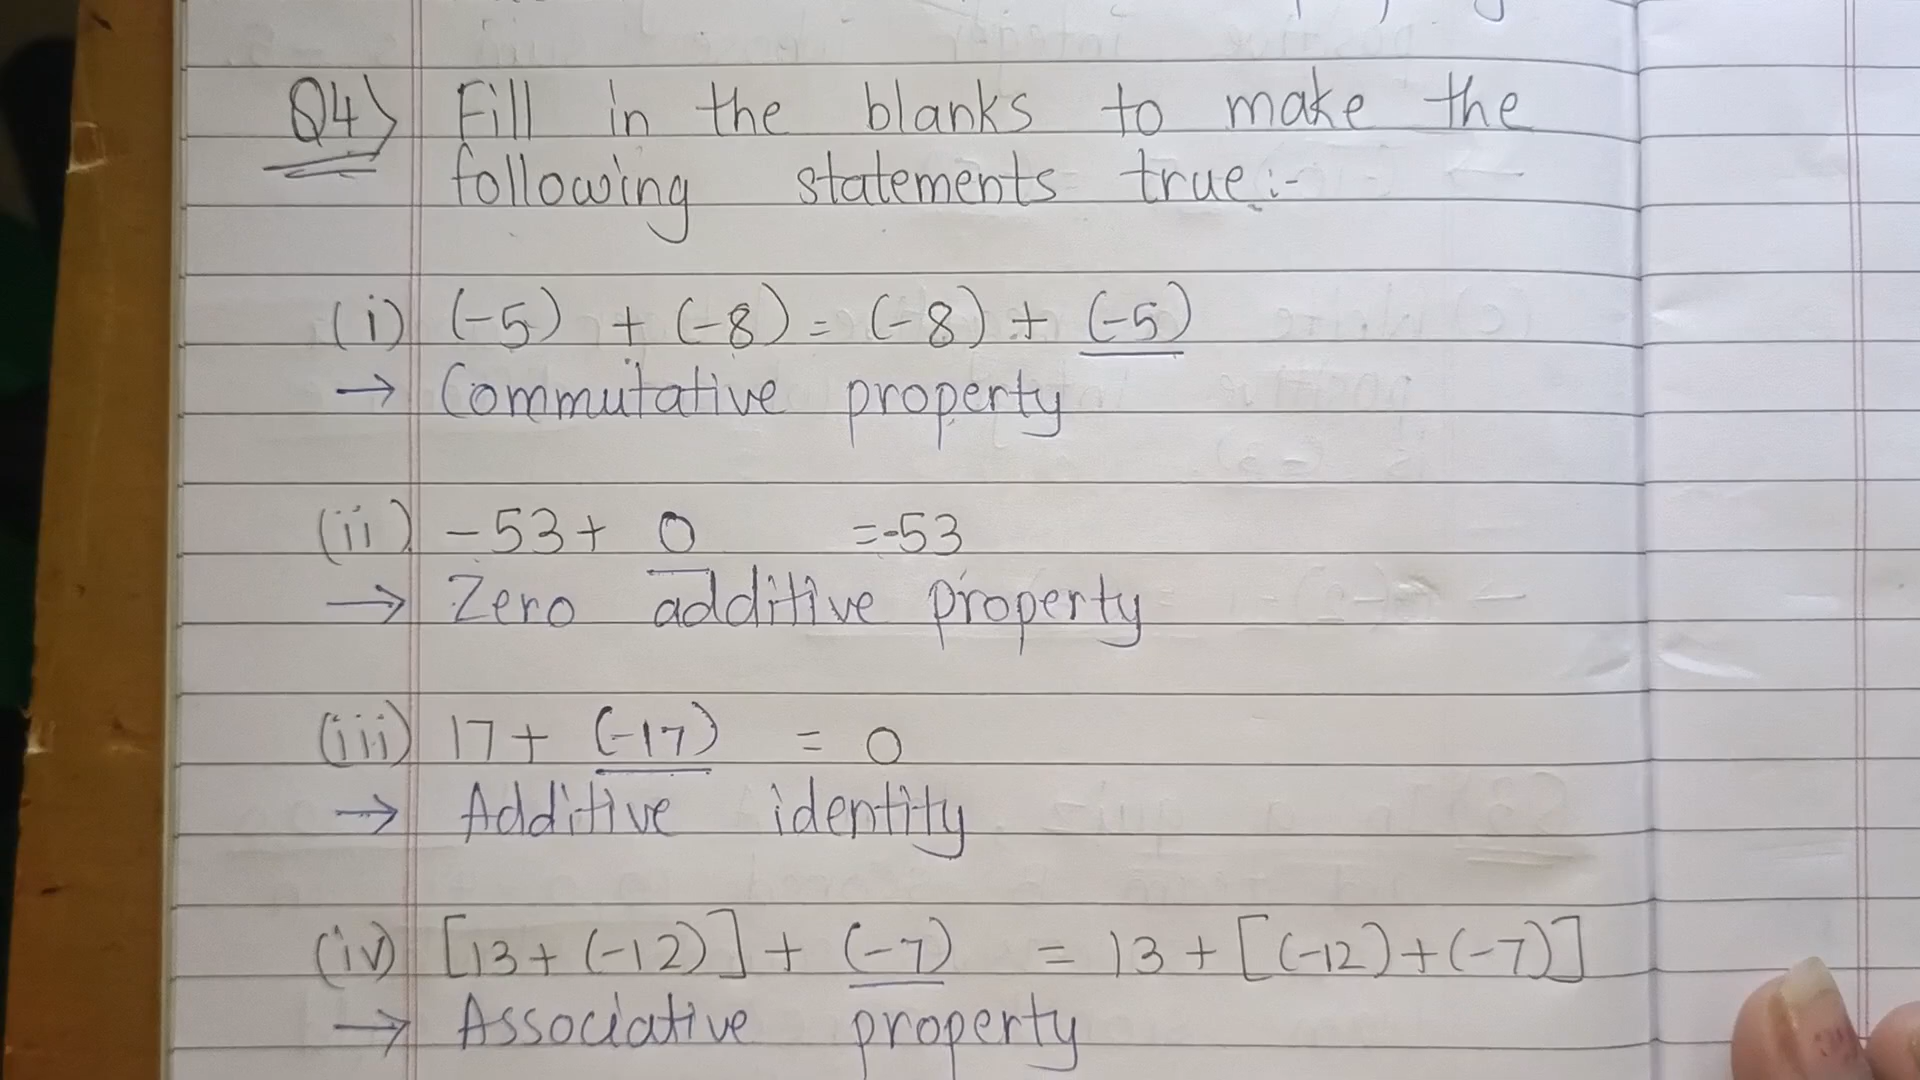 Q4) Fill in the blanks to make the
following statements true:-
(i) (-5) + (-8) = (-8) + (-5)
→ Commutative property
(ii) -53 + 0 = -53
→ Zero additive property
(iii) 17 + (-17) = 0
→ Additive identity
(iv) [13 + (-12)] + (-7) = 13 + [(-12) + (-7)]
→ Associative property